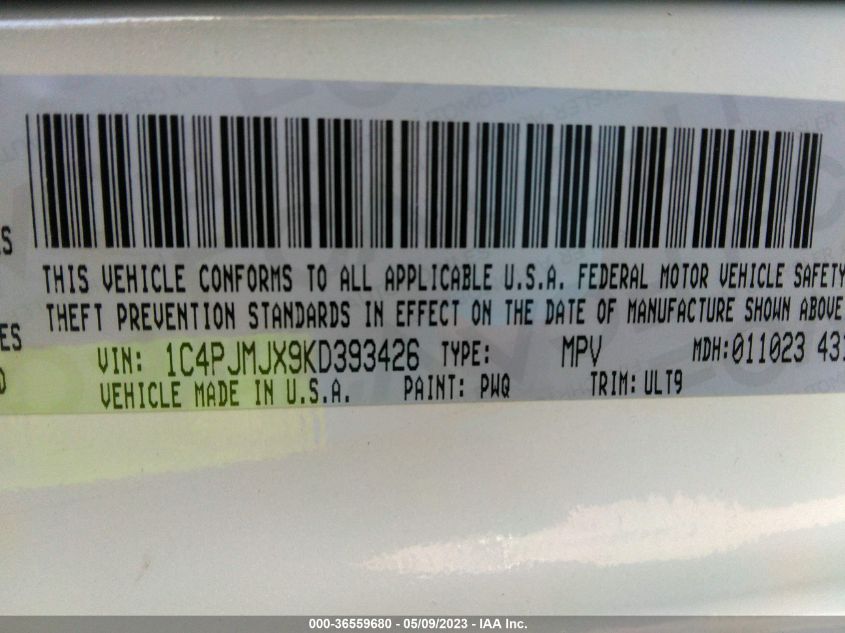 THIS VEHICLE CONFORMS TO ALL APPLICABLE U.S.A. FEDERAL MOTOR VEHICLE SAFETY
THEFT PREVENTION STANDARDS IN EFFECT ON THE DATE OF MANUFACTURE SHOWN ABOVE
VIN: 1C4PJMJX9KD393426 TYPE: MPV MDH:011023 431
VEHICLE MADE IN U.S.A. PAINT: PWQ TRIM: ULT9
000-36559680 - 05/09/2023 - IAA Inc.